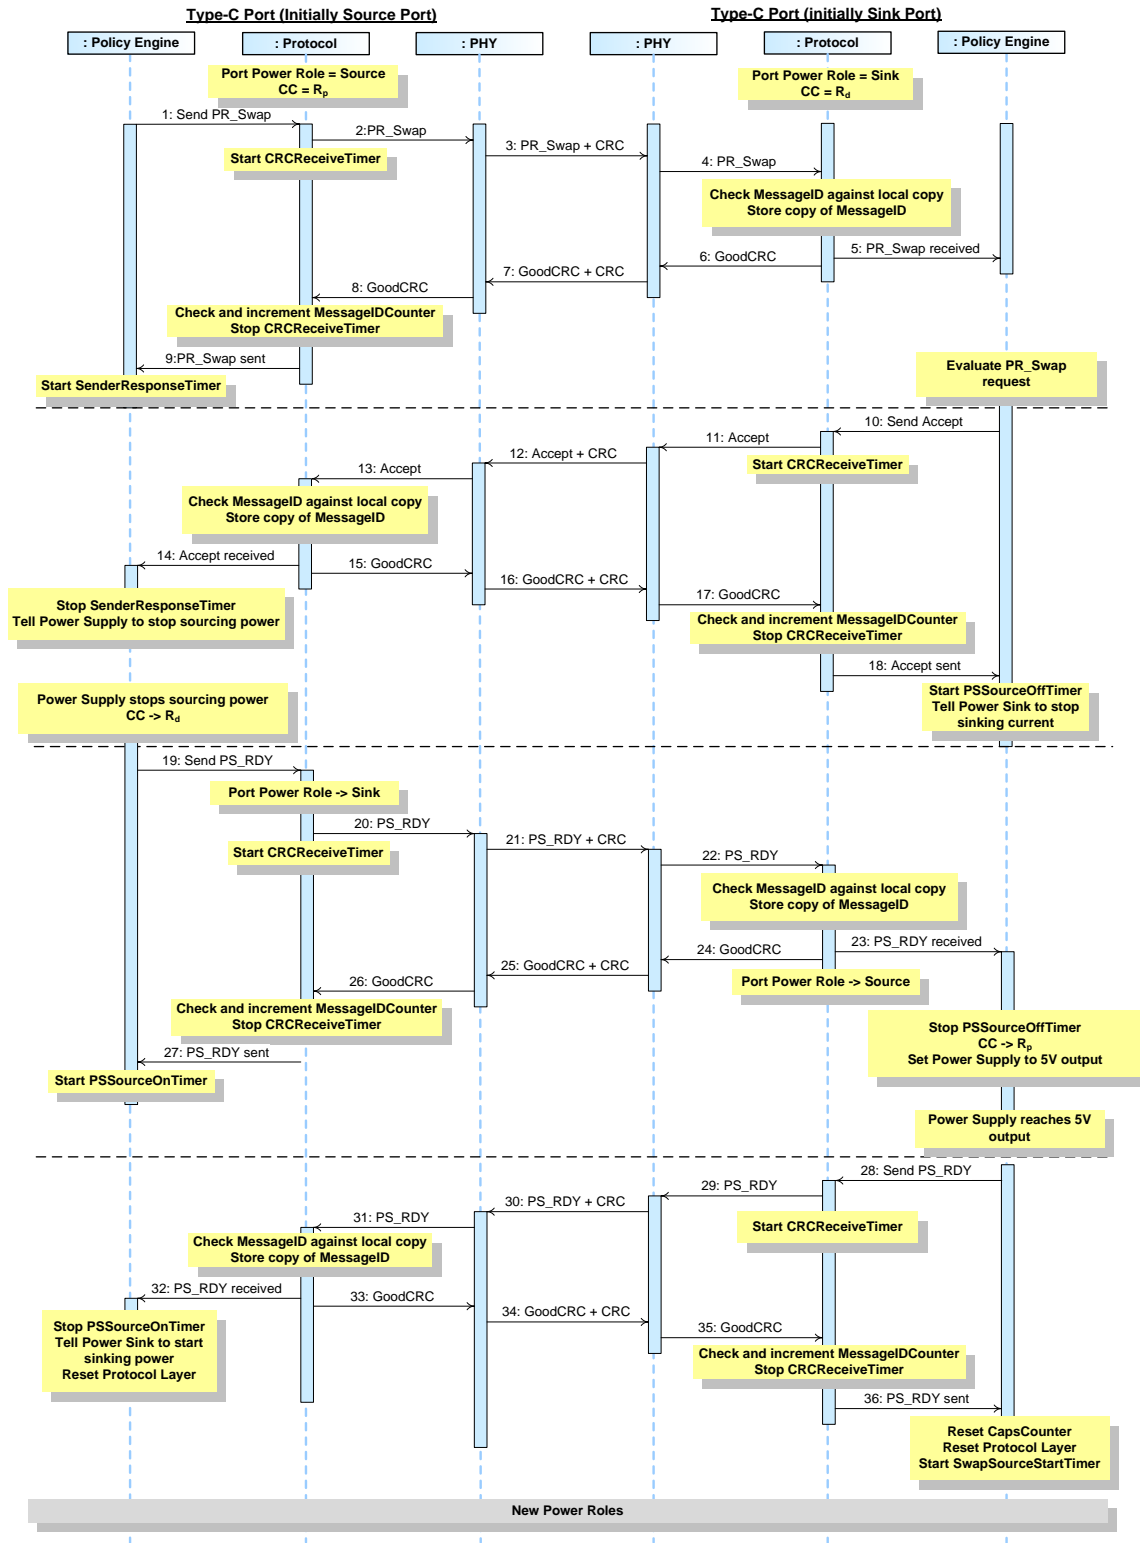 Type-C Port (Initially Source Port)
Type-C Port (initially Sink Port)
: Policy Engine
: Protocol
: PHY
: PHY
: Protocol
: Policy Engine
Port Power Role = Source
CC = Rp
Port Power Role = Sink
CC = Rd
1: Send PR_Swap
2:PR_Swap
Start CRCReceiveTimer
3: PR_Swap + CRC
4: PR_Swap
Check MessageID against local copy
Store copy of MessageID
5: PR_Swap received
6: GoodCRC
7: GoodCRC + CRC
8: GoodCRC
Check and increment MessageIDCounter
Stop CRCReceiveTimer
9:PR_Swap sent
Start SenderResponseTimer
Evaluate PR_Swap
request
10: Send Accept
11: Accept
Start CRCReceiveTimer
12: Accept + CRC
13: Accept
Check MessageID against local copy
Store copy of MessageID
14: Accept received
15: GoodCRC
16: GoodCRC + CRC
17: GoodCRC
Stop SenderResponseTimer
Tell Power Supply to stop sourcing power
Check and increment MessageIDCounter
Stop CRCReceiveTimer
18: Accept sent
Power Supply stops sourcing power
CC -> Rd
Start PSSourceOffTimer
Tell Power Sink to stop
sinking current
19: Send PS_RDY
Port Power Role -> Sink
20: PS_RDY
Start CRCReceiveTimer
21: PS_RDY + CRC
22: PS_RDY
Check MessageID against local copy
Store copy of MessageID
23: PS_RDY received
24: GoodCRC
25: GoodCRC + CRC
Port Power Role -> Source
26: GoodCRC
Check and increment MessageIDCounter
Stop CRCReceiveTimer
Stop PSSourceOffTimer
CC -> Rp
Set Power Supply to 5V output
27: PS_RDY sent
Start PSSourceOnTimer
Power Supply reaches 5V
output
28: Send PS_RDY
29: PS_RDY
30: PS_RDY + CRC
Start CRCReceiveTimer
31: PS_RDY
Check MessageID against local copy
Store copy of MessageID
32: PS_RDY received
33: GoodCRC
34: GoodCRC + CRC
35: GoodCRC
Stop PSSourceOnTimer
Tell Power Sink to start
sinking power
Reset Protocol Layer
Check and increment MessageIDCounter
Stop CRCReceiveTimer
36: PS_RDY sent
Reset CapsCounter
Reset Protocol Layer
Start SwapSourceStartTimer
New Power Roles